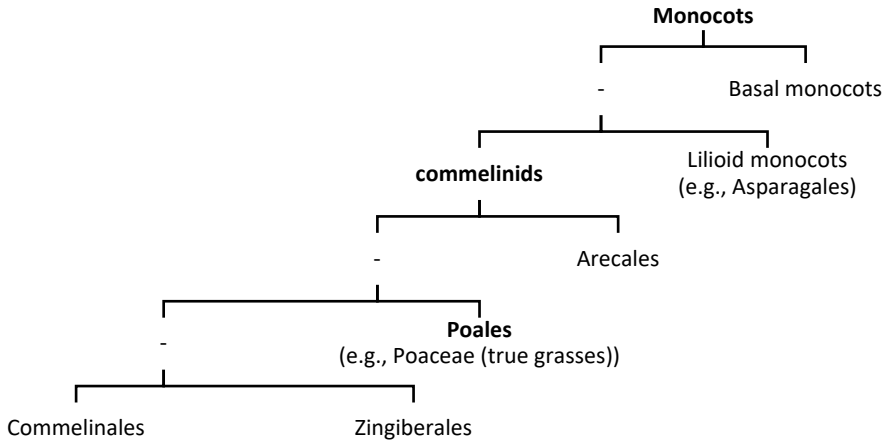 Monocots
-
Basal monocots
commelinids
Lilioid monocots
(e.g., Asparagales)
-
Arecales
-
Poales
(e.g., Poaceae (true grasses))
Commelinales
Zingiberales